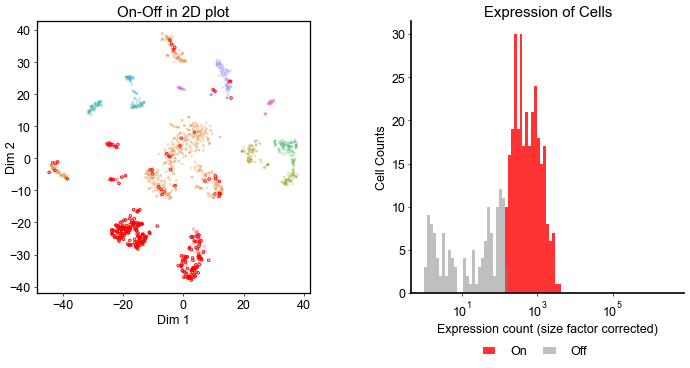 On-Off in 2D plot
Expression of Cells
40
30
20
10
0
−10
−20
−30
−40
Dim 2
−40 −20 0 20 40
Dim 1
30
25
20
15
10
5
0
Cell Counts
10^1 10^3 10^5
Expression count (size factor corrected)
On Off